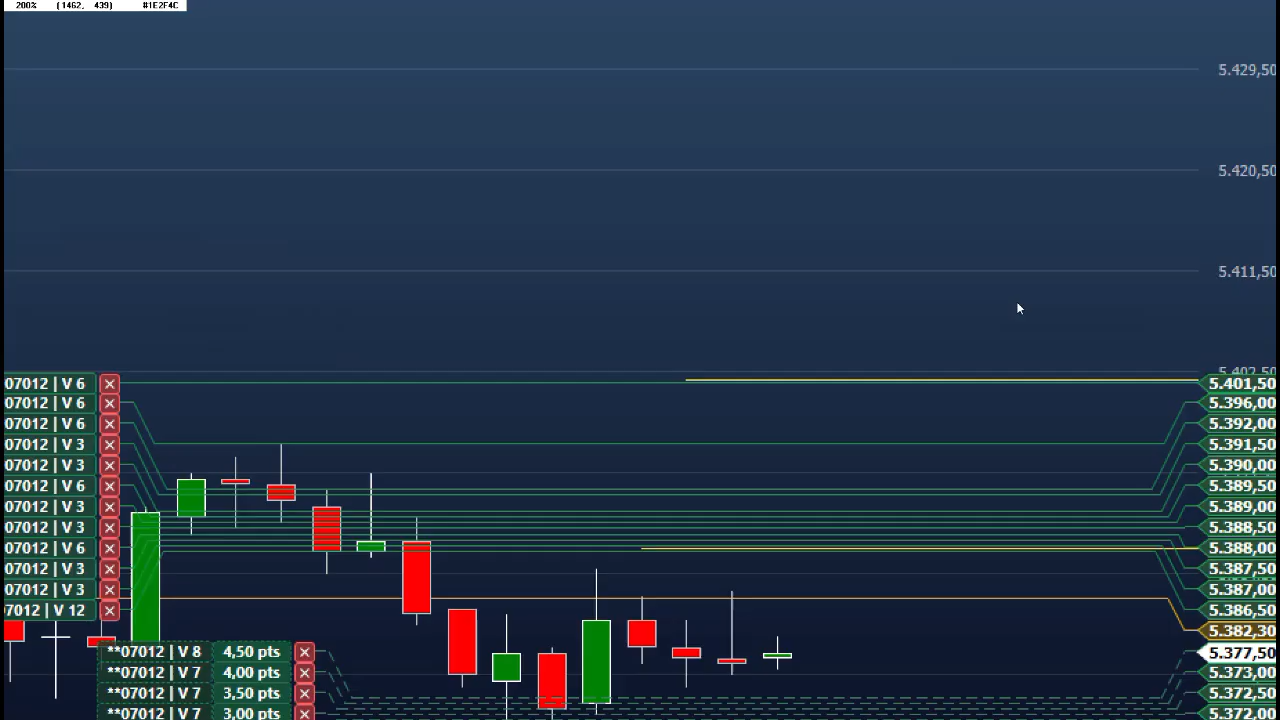 200% (1462, 439) #1E2F4C
5.429,50
5.420,50
5.411,50
5.402,50
07012 | V 6 5.401,50
07012 | V 6 5.396,00
07012 | V 6 5.392,00
07012 | V 3 5.391,50
07012 | V 3 5.390,00
07012 | V 6 5.389,50
07012 | V 3 5.389,00
07012 | V 3 5.388,50
07012 | V 6 5.388,00
07012 | V 3 5.387,50
07012 | V 3 5.387,00
07012 | V 12 5.386,50
5.382,30
**07012 | V 8 4,50 pts 5.377,50
**07012 | V 7 4,00 pts 5.373,00
**07012 | V 7 3,50 pts 5.372,50
**07012 | V 7 3,00 pts 5.372,00